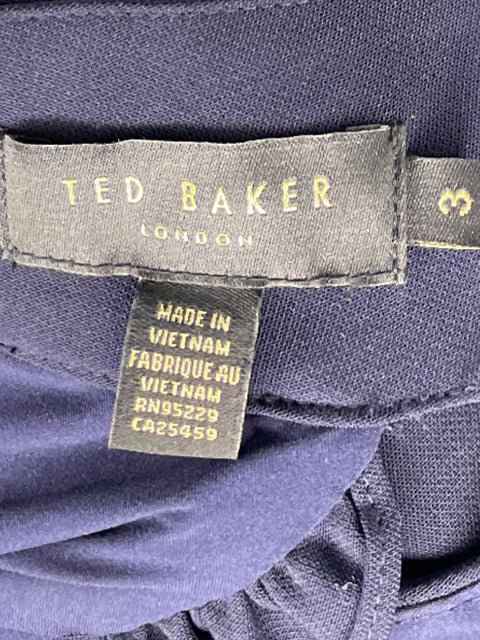 TED BAKER
LONDON
3
MADE IN
VIETNAM
FABRIQUE AU
VIETNAM
RN95229
CA25459